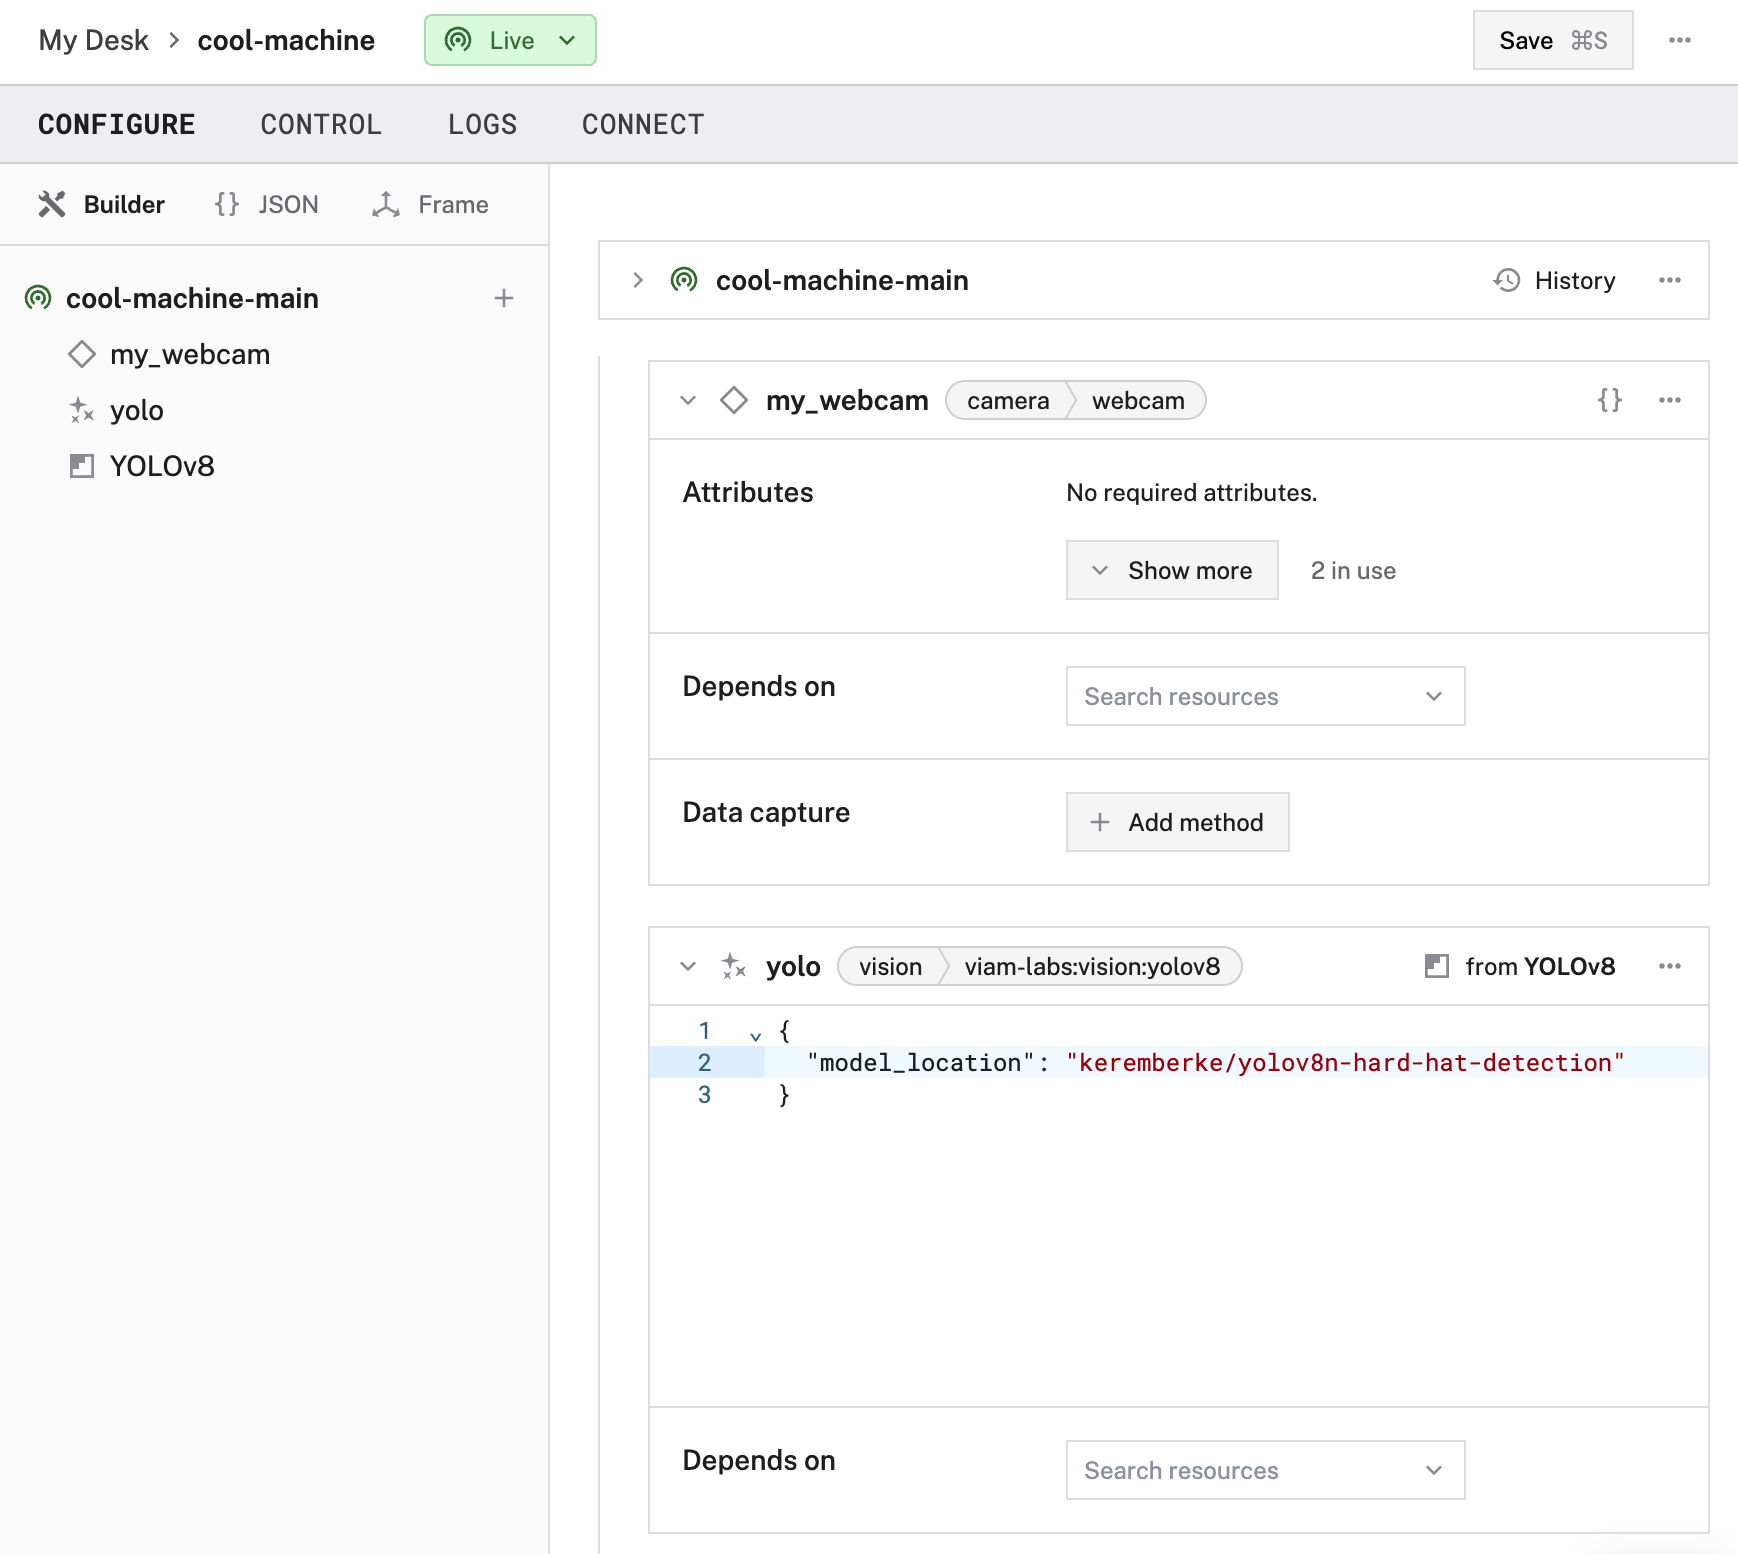 My Desk > cool-machine Live Save ⌘S ···
CONFIGURE CONTROL LOGS CONNECT
Builder {} JSON Frame
cool-machine-main +
my_webcam
yolo
YOLOv8
cool-machine-main History ···
my_webcam camera webcam {} ···
Attributes No required attributes.
Show more 2 in use
Depends on Search resources
Data capture + Add method
yolo vision viam-labs:vision:yolov8 from YOLOv8 ···
1 {
2 "model_location": "keremberke/yolov8n-hard-hat-detection"
3 }
Depends on Search resources